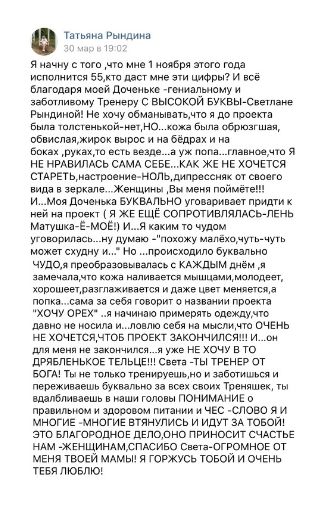 Татьяна Рындина
30 мар в 19:02
Я начну с того ,что мне 1 ноября этого года
исполнится 55,кто даст мне эти цифры? И всё
благодаря моей Доченьке -гениальному и
заботливому Тренеру С ВЫСОКОЙ БУКВЫ-Светлане
Рындиной! Не хочу обманывать,что я до проекта
была толстенькой-нет,НО...кожа была обрюзгшая,
обвисшая,жирок вырос и на бёдрах и на
боках ,руках,то есть везде...а уж попа...главное,что Я
НЕ НРАВИЛАСЬ САМА СЕБЕ...КАК ЖЕ НЕ ХОЧЕТСЯ
СТАРЕТЬ,настроение-НОЛЬ,дипрессняк от своего
вида в зеркале...Женщины ,Вы меня поймёте!!!
И...Моя Доченька БУКВАЛЬНО уговаривает придти к
ней на проект ( Я ЖЕ ЕЩЁ СОПРОТИВЛЯЛАСЬ-ЛЕНЬ
Матушка-Ё-МОЁ!) И...Я каким то чудом
уговорилась...ну думаю -"похожу малёхо,чуть-чуть
может схудну и..." Но ...происходило буквально
ЧУДО,я преобразовывалась с КАЖДЫМ днём ,я
замечала,что кожа наливается мышцами,молодеет,
хорошеет,разглаживается и даже цвет меняется,а
попка...сама за себя говорит о названии проекта
"ХОЧУ ОРЕХ" ..я начинаю примерять одежду,что
давно не носила и...ловлю себя на мысли,что ОЧЕНЬ
НЕ ХОЧЕТСЯ,ЧТОБ ПРОЕКТ ЗАКОНЧИЛСЯ!!! И...он
для меня не закончился...я уже НЕ ХОЧУ В ТО
ДРЯБЛЕНЬКОЕ ТЕЛЬЦЕ!!! Света -ТЫ ТРЕНЕР ОТ
БОГА! Ты не только тренируешь,но и заботишься и
переживаешь буквально за всех своих Треняшек, ты
вдалбливаешь в наши головы ПОНИМАНИЕ о
правильном и здоровом питании и ЧЕС -СЛОВО Я И
МНОГИЕ -МНОГИЕ ВТЯНУЛИСЬ И ИДУТ ЗА ТОБОЙ!
ЭТО БЛАГОРОДНОЕ ДЕЛО,ОНО ПРИНОСИТ СЧАСТЬЕ
НАМ -ЖЕНЩИНАМ,СПАСИБО Света-ОГРОМНОЕ ОТ
МЕНЯ ТВОЕЙ МАМЫ! Я ГОРЖУСЬ ТОБОЙ И ОЧЕНЬ
ТЕБЯ ЛЮБЛЮ!